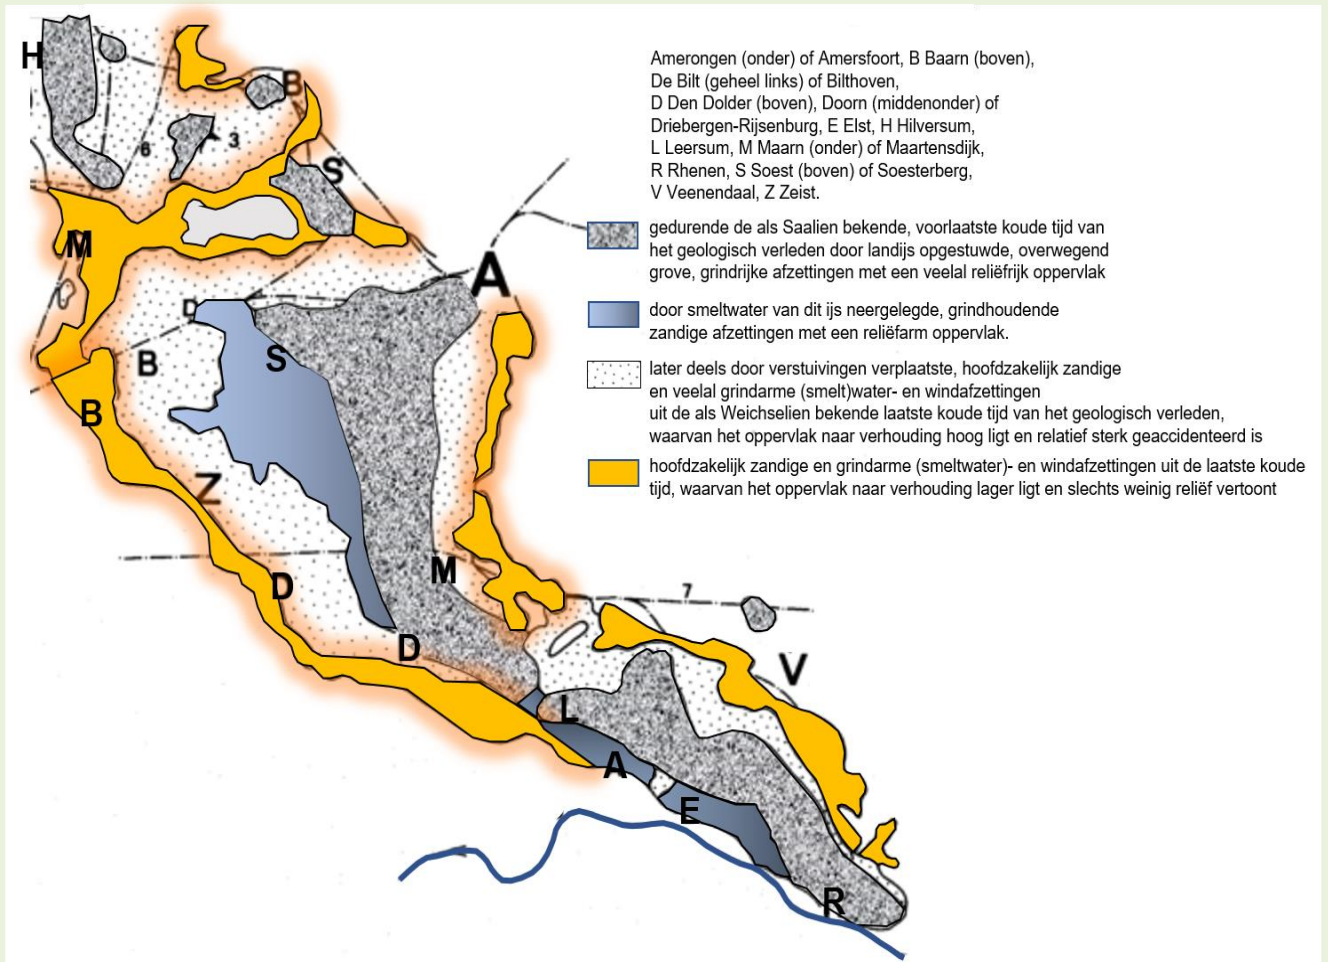 Amerongen (onder) of Amersfoort, B Baarn (boven),
De Bilt (geheel links) of Bilthoven,
D Den Dolder (boven), Doorn (middenonder) of
Driebergen-Rijsenburg, E Elst, H Hilversum,
L Leersum, M Maarn (onder) of Maartensdijk,
R Rhenen, S Soest (boven) of Soesterberg,
V Veenendaal, Z Zeist.
gedurende de als Saalien bekende, voorlaatste koude tijd van
het geologisch verleden door landijs opgestuwde, overwegend
grove, grindrijke afzettingen met een veelal reliëfrijk oppervlak
door smeltwater van dit ijs neergelegde, grindhoudende
zandige afzettingen met een reliëfarm oppervlak.
later deels door verstuivingen verplaatste, hoofdzakelijk zandige
en veelal grindarme (smelt)water- en windafzettingen
uit de als Weichselien bekende laatste koude tijd van het geologisch verleden,
waarvan het oppervlak naar verhouding hoog ligt en relatief sterk geaccidenteerd is
hoofdzakelijk zandige en grindarme (smeltwater)- en windafzettingen uit de laatste koude
tijd, waarvan het oppervlak naar verhouding lager ligt en slechts weinig reliëf vertoont
H
B
6
3
S
M
A
D
B
S
B
Z
M
D
7
D
V
L
A
E
R